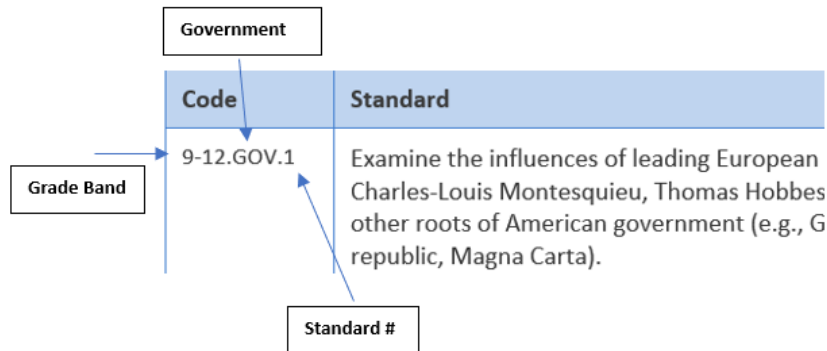 Government
Code Standard
9-12.GOV.1 Examine the influences of leading European
Grade Band Charles-Louis Montesquieu, Thomas Hobbes
other roots of American government (e.g., G
republic, Magna Carta).
Standard #